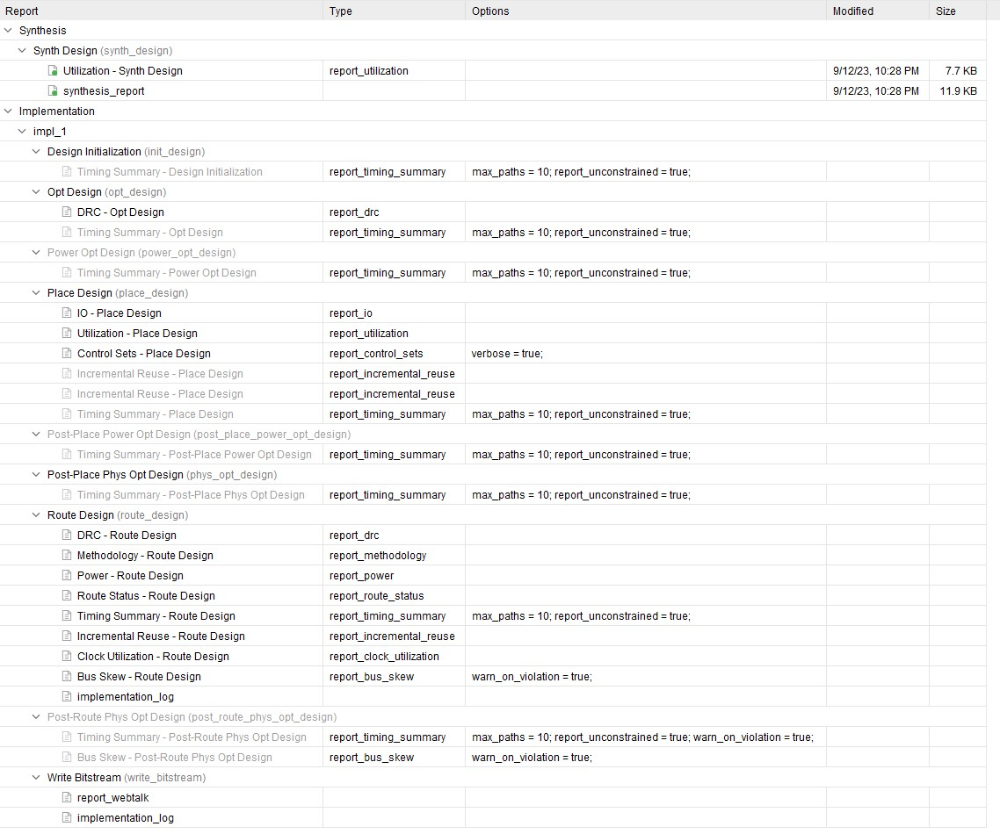 Report Type Options Modified Size
Synthesis
Synth Design (synth_design)
Utilization - Synth Design report_utilization 9/12/23, 10:28 PM 7.7 KB
synthesis_report 9/12/23, 10:28 PM 11.9 KB
Implementation
impl_1
Design Initialization (init_design)
Timing Summary - Design Initialization report_timing_summary max_paths = 10; report_unconstrained = true;
Opt Design (opt_design)
DRC - Opt Design report_drc
Timing Summary - Opt Design report_timing_summary max_paths = 10; report_unconstrained = true;
Power Opt Design (power_opt_design)
Timing Summary - Power Opt Design report_timing_summary max_paths = 10; report_unconstrained = true;
Place Design (place_design)
IO - Place Design report_io
Utilization - Place Design report_utilization
Control Sets - Place Design report_control_sets verbose = true;
Incremental Reuse - Place Design report_incremental_reuse
Incremental Reuse - Place Design report_incremental_reuse
Timing Summary - Place Design report_timing_summary max_paths = 10; report_unconstrained = true;
Post-Place Power Opt Design (post_place_power_opt_design)
Timing Summary - Post-Place Power Opt Design report_timing_summary max_paths = 10; report_unconstrained = true;
Post-Place Phys Opt Design (phys_opt_design)
Timing Summary - Post-Place Phys Opt Design report_timing_summary max_paths = 10; report_unconstrained = true;
Route Design (route_design)
DRC - Route Design report_drc
Methodology - Route Design report_methodology
Power - Route Design report_power
Route Status - Route Design report_route_status
Timing Summary - Route Design report_timing_summary max_paths = 10; report_unconstrained = true;
Incremental Reuse - Route Design report_incremental_reuse
Clock Utilization - Route Design report_clock_utilization
Bus Skew - Route Design report_bus_skew warn_on_violation = true;
implementation_log
Post-Route Phys Opt Design (post_route_phys_opt_design)
Timing Summary - Post-Route Phys Opt Design report_timing_summary max_paths = 10; report_unconstrained = true; warn_on_violation = true;
Bus Skew - Post-Route Phys Opt Design report_bus_skew warn_on_violation = true;
Write Bitstream (write_bitstream)
report_webtalk
implementation_log